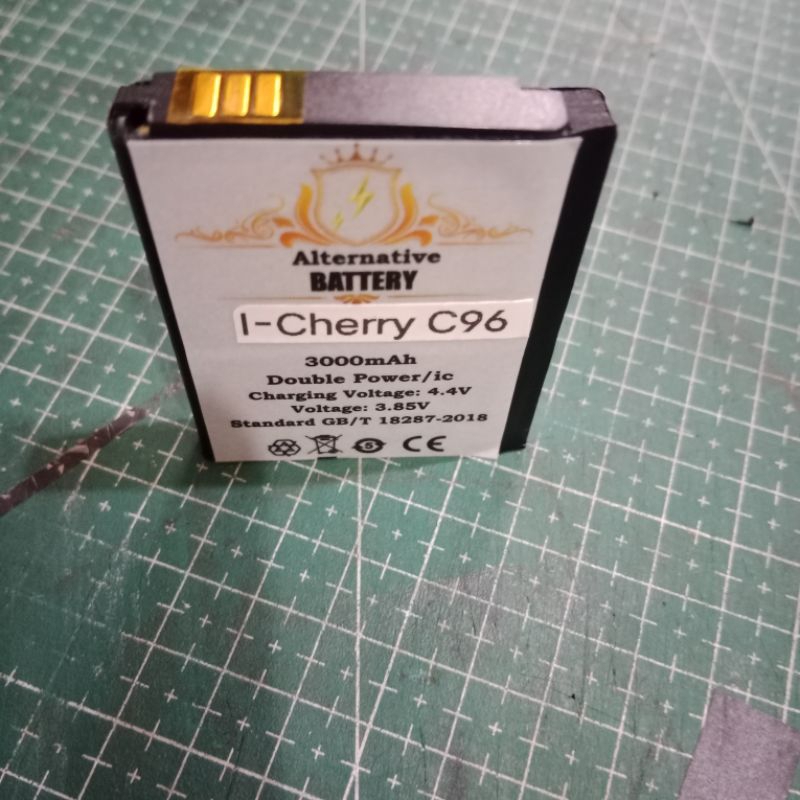 Alternative
BATTERY
I-Cherry C96
3000mAh
Double Power/ic
Charging Voltage: 4.4V
Voltage: 3.85V
Standard GB/T 18287-2018
5 CE